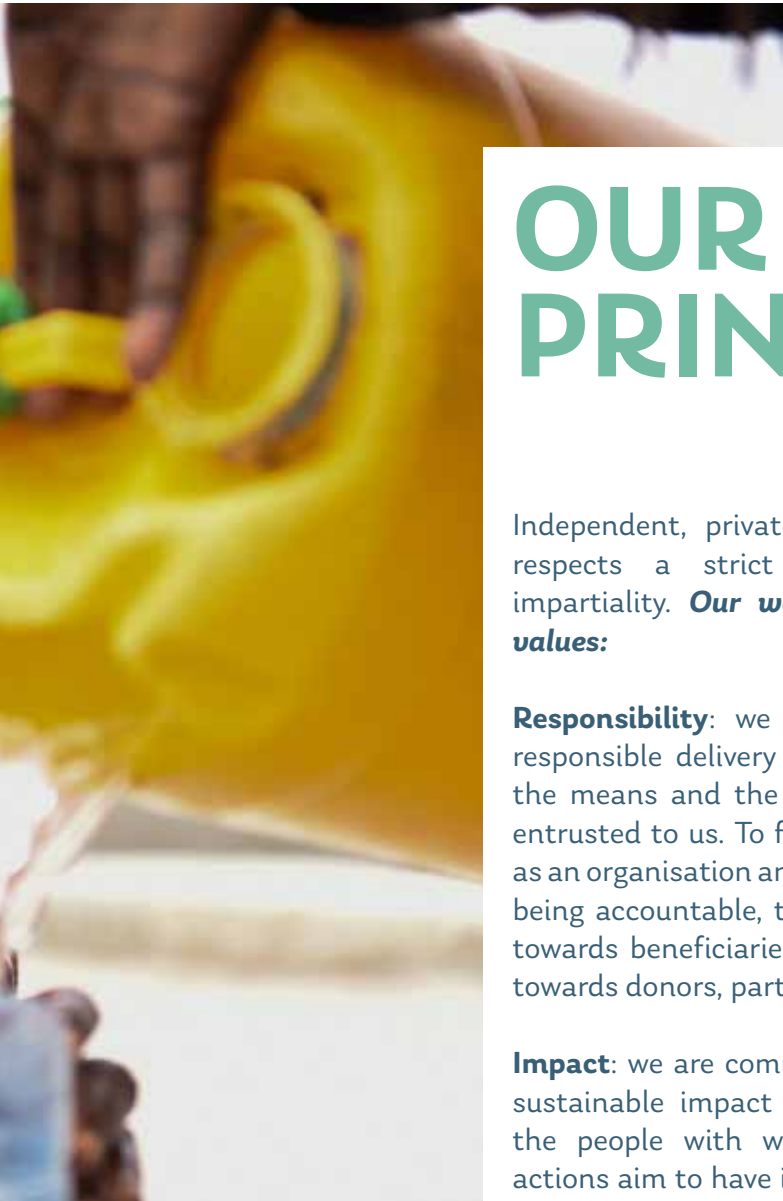 OUR
PRIN
Independent, privat
respects a strict
impartiality. Our w
values:
Responsibility: we
responsible delivery
the means and the
entrusted to us. To f
as an organisation an
being accountable, t
towards beneficiarie
towards donors, part
Impact: we are com
sustainable impact
the people with w
actions aim to have i